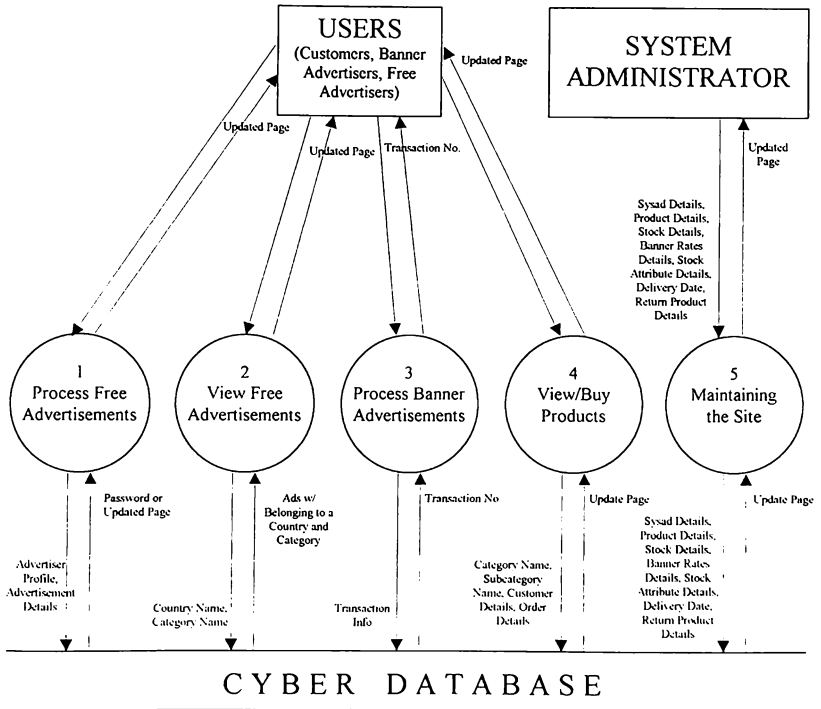 USERS
(Customers, Banner
Advertisers, Free
Advertisers)
SYSTEM
ADMINISTRATOR
Updated Page
Updated Page
Updated Page
Transaction No.
Updated
Page
Sysad Details,
Product Details,
Stock Details,
Banner Rates
Details, Stock
Attribute Details,
Delivery Date,
Return Product
Details
1
Process Free
Advertisements
2
View Free
Advertisements
3
Process Banner
Advertisements
4
View/Buy
Products
5
Maintaining
the Site
Password or
Updated Page
Advertiser
Profile,
Advertisement
Details
Ads w/
Belonging to a
Country and
Category
Country Name,
Category Name
Transaction No
Transaction
Info
Update Page
Category Name,
Subcategory
Name, Customer
Details, Order
Details
Update Page
Sysad Details,
Product Details,
Stock Details,
Banner Rates
Details, Stock
Attribute Details,
Delivery Date,
Return Product
Details
CYBER DATABASE